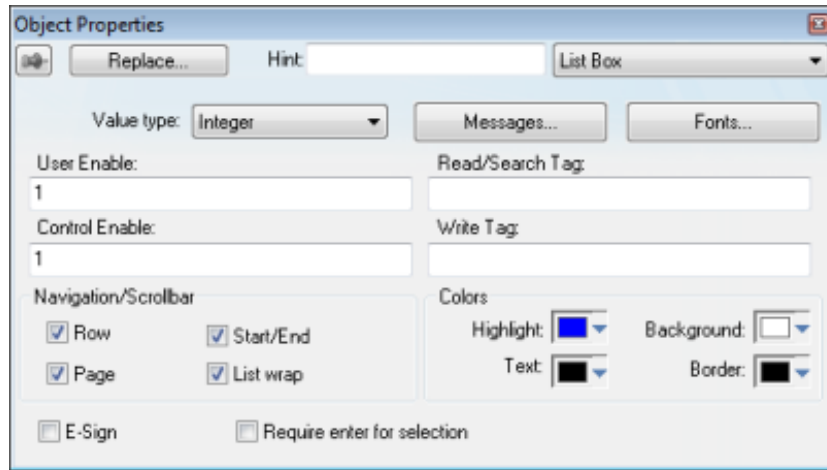 Object Properties
Replace... Hint: List Box
Value type: Integer Messages... Fonts...
User Enable: Read/Search Tag:
1
Control Enable: Write Tag:
1
Navigation/Scrollbar Colors
Row Start/End Highlight: Background:
Page List wrap Text: Border:
E-Sign Require enter for selection